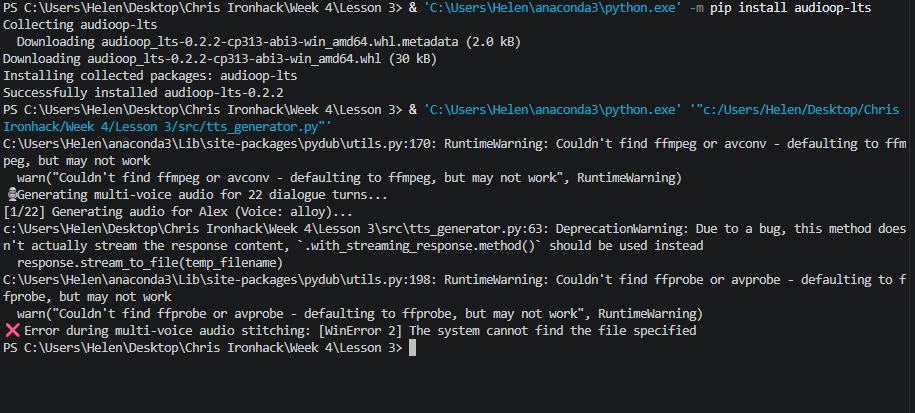 PS C:\Users\Helen\Desktop\Chris Ironhack\Week 4\Lesson 3> & 'C:\Users\Helen\anaconda3\python.exe' -m pip install audioop-lts
Collecting audioop-lts
  Downloading audioop_lts-0.2.2-cp313-abi3-win_amd64.whl.metadata (2.0 kB)
Downloading audioop_lts-0.2.2-cp313-abi3-win_amd64.whl (30 kB)
Installing collected packages: audioop-lts
Successfully installed audioop-lts-0.2.2
PS C:\Users\Helen\Desktop\Chris Ironhack\Week 4\Lesson 3> & 'C:\Users\Helen\anaconda3\python.exe' '"c:/Users/Helen/Desktop/Chris
Ironhack/Week 4/Lesson 3/src/tts_generator.py"'
C:\Users\Helen\anaconda3\Lib\site-packages\pydub\utils.py:170: RuntimeWarning: Couldn't find ffmpeg or avconv - defaulting to ffm
peg, but may not work
  warn("Couldn't find ffmpeg or avconv - defaulting to ffmpeg, but may not work", RuntimeWarning)
🎙️Generating multi-voice audio for 22 dialogue turns...
[1/22] Generating audio for Alex (Voice: alloy)...
c:\Users\Helen\Desktop\Chris Ironhack\Week 4\Lesson 3\src\tts_generator.py:63: DeprecationWarning: Due to a bug, this method does
n't actually stream the response content, `.with_streaming_response.method()` should be used instead
  response.stream_to_file(temp_filename)
C:\Users\Helen\anaconda3\Lib\site-packages\pydub\utils.py:198: RuntimeWarning: Couldn't find ffprobe or avprobe - defaulting to f
fprobe, but may not work
  warn("Couldn't find ffprobe or avprobe - defaulting to ffprobe, but may not work", RuntimeWarning)
❌ Error during multi-voice audio stitching: [WinError 2] The system cannot find the file specified
PS C:\Users\Helen\Desktop\Chris Ironhack\Week 4\Lesson 3>